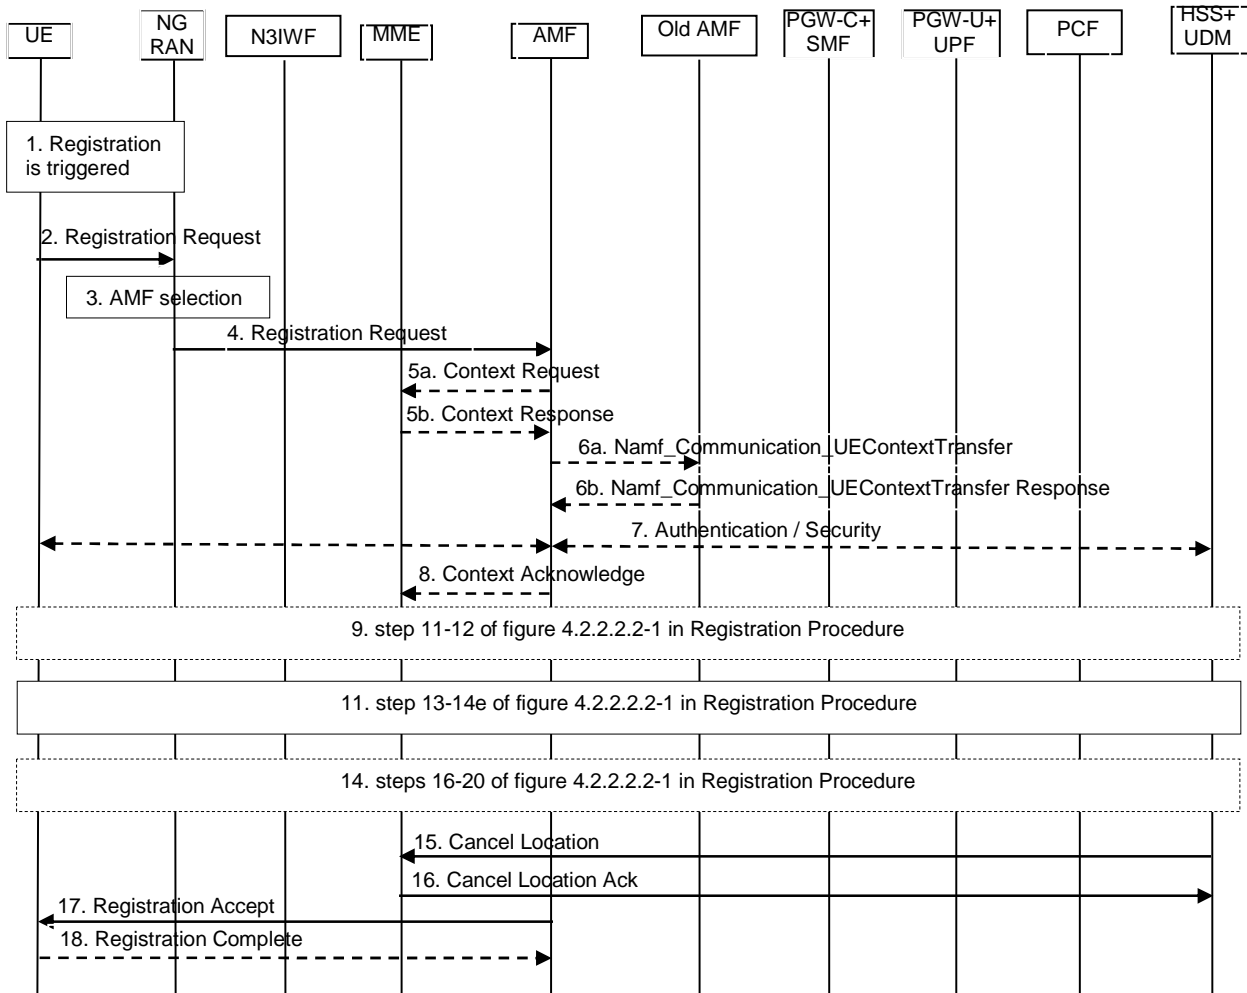 UE
NG
RAN
N3IWF
MME
AMF
Old AMF
PGW-C+
SMF
PGW-U+
UPF
PCF
HSS+
UDM
1. Registration
is triggered
2. Registration Request
3. AMF selection
4. Registration Request
5a. Context Request
5b. Context Response
6a. Namf_Communication_UEContextTransfer
6b. Namf_Communication_UEContextTransfer Response
7. Authentication / Security
8. Context Acknowledge
9. step 11-12 of figure 4.2.2.2.2-1 in Registration Procedure
11. step 13-14e of figure 4.2.2.2.2-1 in Registration Procedure
14. steps 16-20 of figure 4.2.2.2.2-1 in Registration Procedure
15. Cancel Location
16. Cancel Location Ack
17. Registration Accept
18. Registration Complete